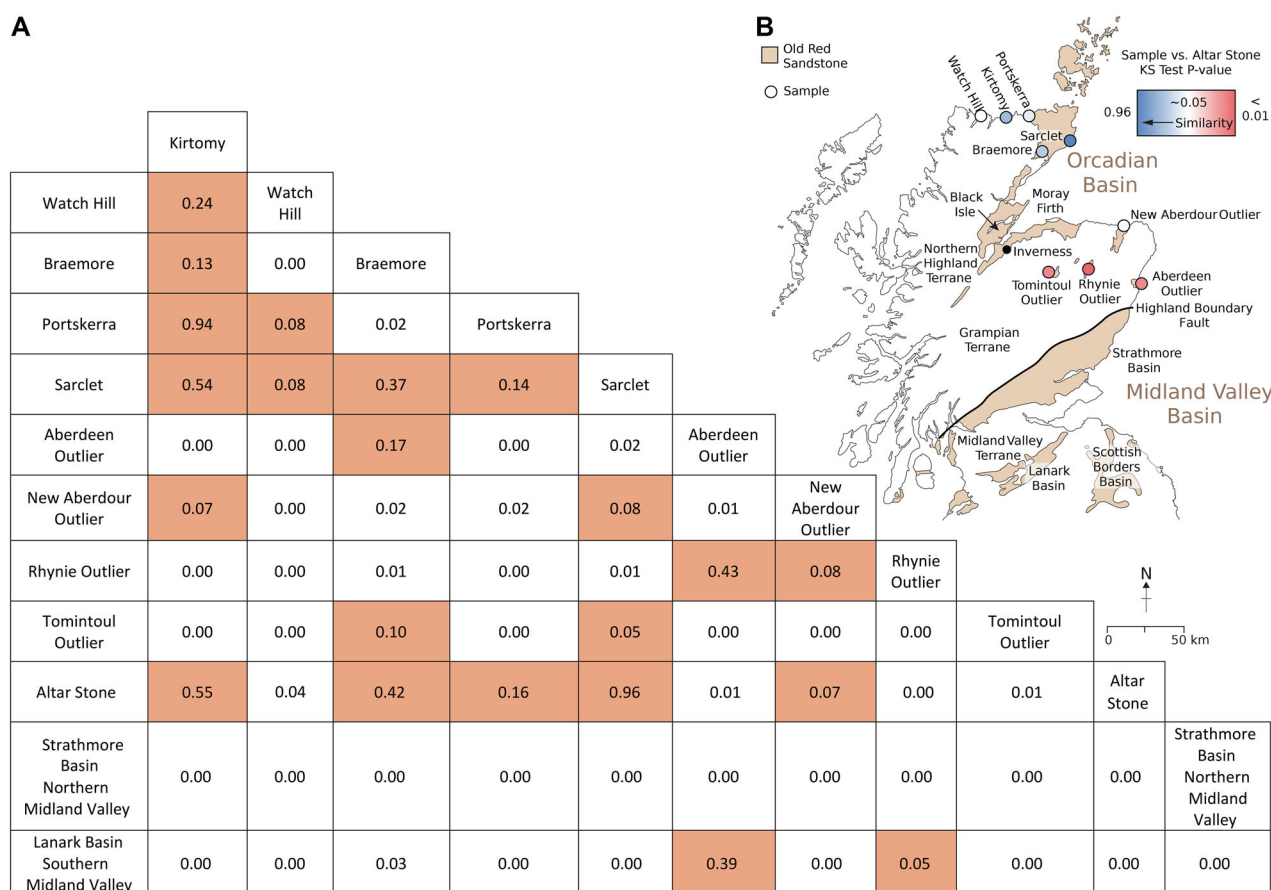 A
Kirtomy
Watch Hill 0.24 Watch
Hill
Braemore 0.13 0.00 Braemore
Portskerra 0.94 0.08 0.02 Portskerra
Sarclet 0.54 0.08 0.37 0.14 Sarclet
Aberdeen
Outlier
0.00 0.00 0.17 0.00 0.02
Aberdeen
Outlier
New Aberdour
Outlier
0.07 0.00 0.02 0.02 0.08 0.01
New
Aberdour
Outlier
Rhynie Outlier 0.00 0.00 0.01 0.00 0.01 0.43 0.08
Rhynie
Outlier
Tomintoul
Outlier
0.00 0.00 0.10 0.00 0.05 0.00 0.00 0.00
Tomintoul
Outlier
Altar Stone 0.55 0.04 0.42 0.16 0.96 0.01 0.07 0.00 0.01
Altar
Stone
Strathmore
Basin
Northern
Midland Valley
0.00 0.00 0.00 0.00 0.00 0.00 0.00 0.00 0.00 0.00
Strathmore
Basin
Northern
Midland
Valley
Lanark Basin
Southern
Midland Valley
0.00 0.00 0.03 0.00 0.00 0.39 0.00 0.05 0.00 0.00 0.00
B
Old Red
Sandstone
Sample
Sample vs. Altar Stone
KS Test P-value
0.96
~0.05
Similarity
<
0.01
Watch Hill
Kirtomy
Portskerra
Sarclet
Braemore
Orcadian
Basin
Black
Isle
Moray
Firth
New Aberdour Outlier
Northern
Highland
Terrane
Inverness
Tomintoul
Outlier
Rhynie
Outlier
Aberdeen
Outlier
Highland Boundary
Fault
Grampian
Terrane
Strathmore
Basin
Midland Valley
Basin
Midland Valley
Terrane
Lanark
Basin
Scottish
Borders
Basin
N
0 50 km